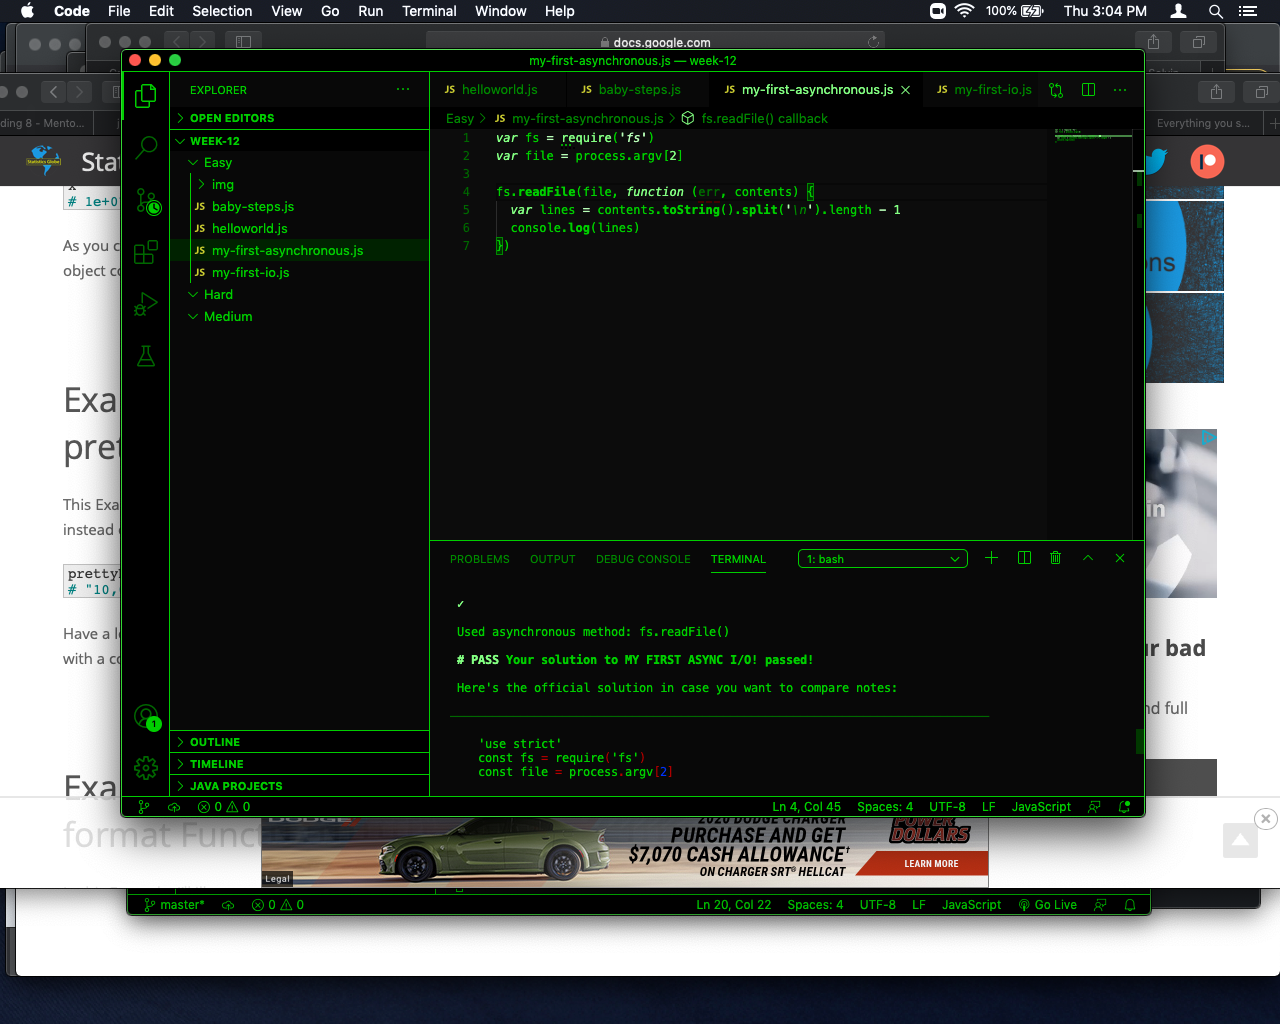 Code File Edit Selection View Go Run Terminal Window Help 100% Thu 3:04 PM
docs.google.com
my-first-asynchronous.js — week-12
ding 8 - Mento...
Everything you s...
EXPLORER
OPEN EDITORS
WEEK-12
Easy
img
JS baby-steps.js
JS helloworld.js
JS my-first-asynchronous.js
JS my-first-io.js
Hard
Medium
OUTLINE
TIMELINE
JAVA PROJECTS
JS helloworld.js JS baby-steps.js JS my-first-asynchronous.js JS my-first-io.js
Easy > JS my-first-asynchronous.js > fs.readFile() callback
1 var fs = require('fs')
2 var file = process.argv[2]
3
4 fs.readFile(file, function (err, contents) {
5 var lines = contents.toString().split('\n').length - 1
6 console.log(lines)
7 })
PROBLEMS OUTPUT DEBUG CONSOLE TERMINAL 1: bash
✓
Used asynchronous method: fs.readFile()
# PASS Your solution to MY FIRST ASYNC I/O! passed!
Here's the official solution in case you want to compare notes:
'use strict'
const fs = require('fs')
const file = process.argv[2]
0 0 Ln 4, Col 45 Spaces: 4 UTF-8 LF JavaScript
1
Statistics Globe
Stat
x
# 1e+0
As you c
object co
Exa
pret
This Exa
instead
pretty
# "10,
Have a l
with a co
Exa
format Funct
ons
in
ur bad
nd full
DODGE
2020 DODGE CHARGER
PURCHASE AND GET
$7,070 CASH ALLOWANCE†
ON CHARGER SRT® HELLCAT
POWER
DOLLARS
LEARN MORE
Legal
master* 0 0 Ln 20, Col 22 Spaces: 4 UTF-8 LF JavaScript Go Live